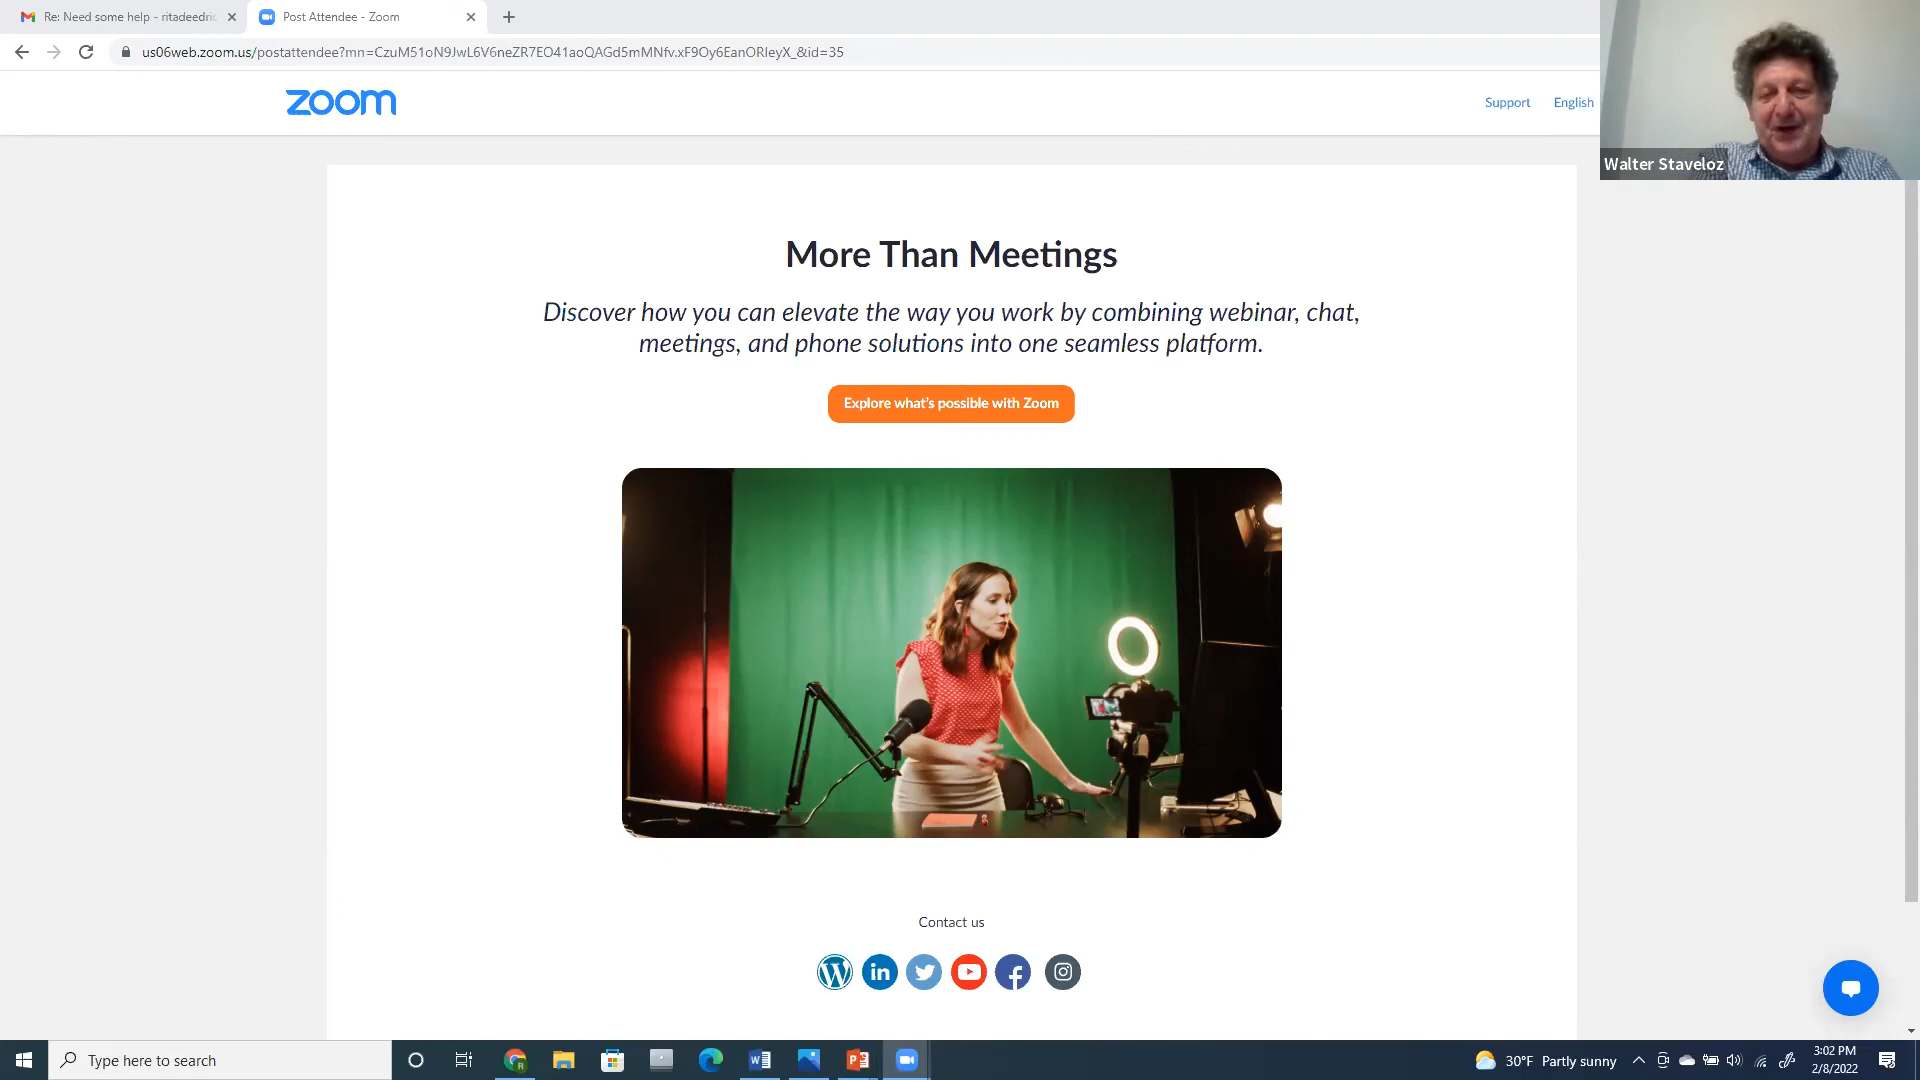 Re: Need some help - ritadeedric
Post Attendee - Zoom
us06web.zoom.us/postattendee?mn=CzuM51oN9JwL6V6neZR7EO41aoQAGd5mMNfv.xF9Oy6EanORIeyX_&id=35
zoom
Support
English
Walter Staveloz
More Than Meetings
Discover how you can elevate the way you work by combining webinar, chat,
meetings, and phone solutions into one seamless platform.
Explore what's possible with Zoom
Contact us
Type here to search
30°F Partly sunny
3:02 PM
2/8/2022